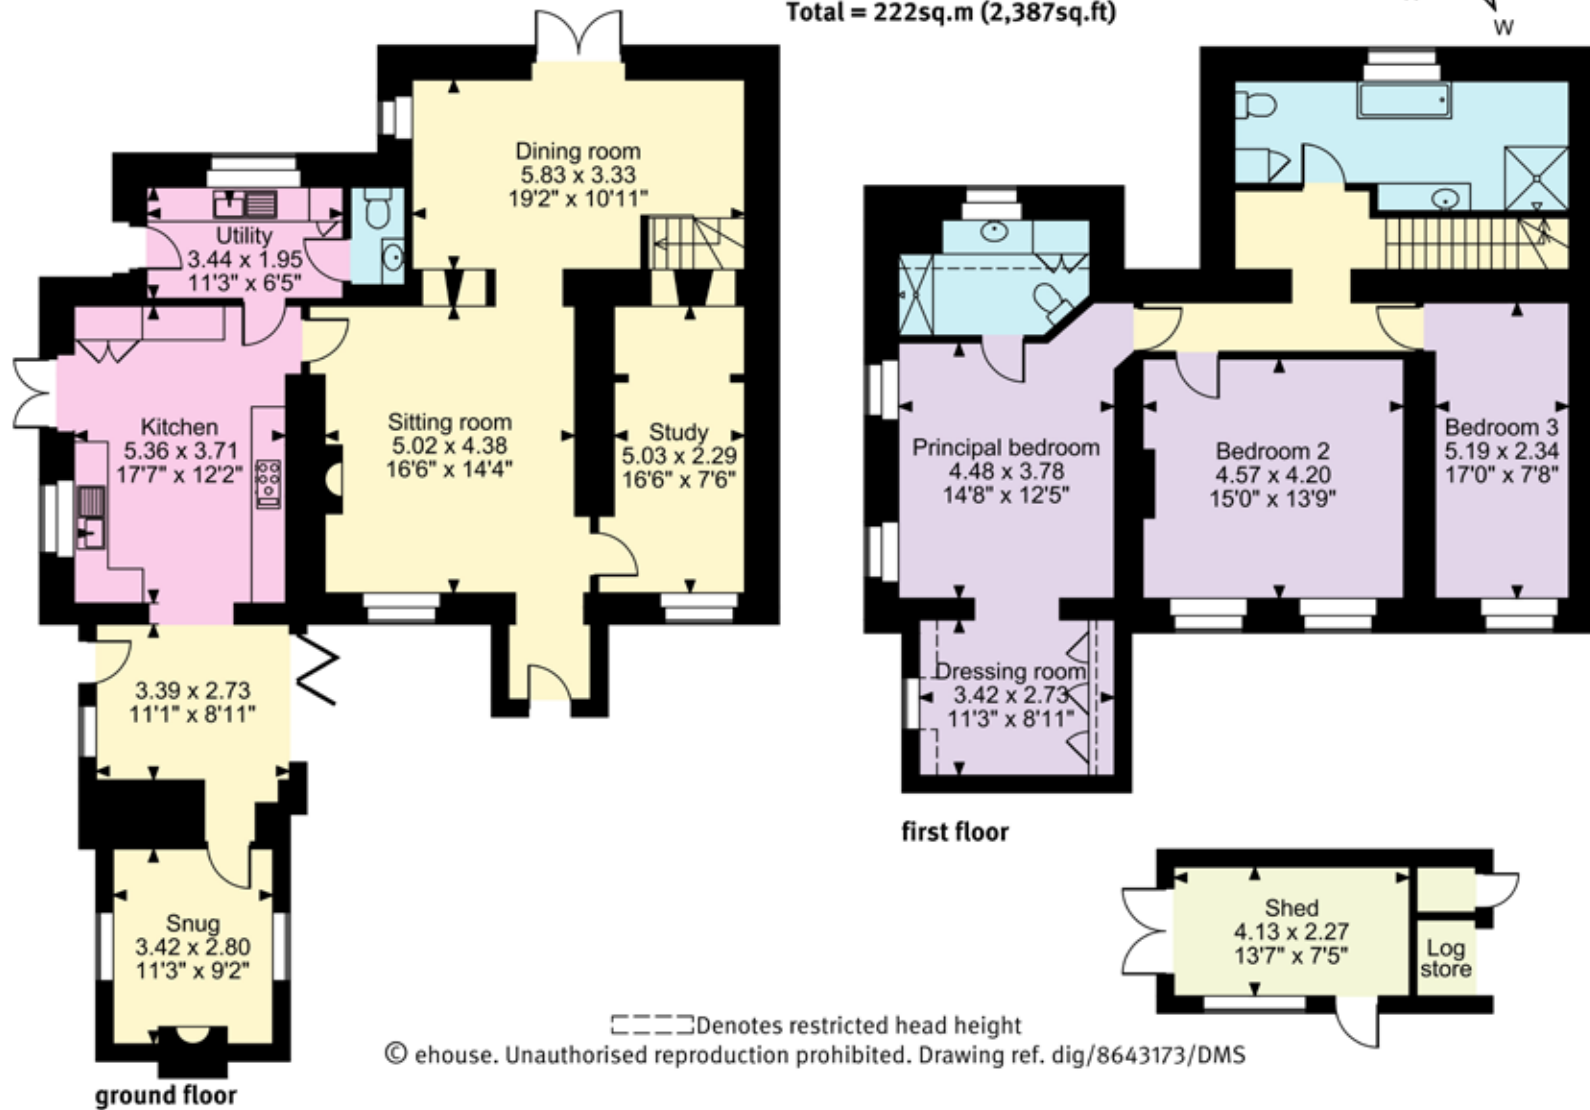 Total = 222sq.m (2,387sq.ft)
W
Dining room
5.83 x 3.33
19'2" x 10'11"
Utility
3.44 x 1.95
11'3" x 6'5"
Kitchen
5.36 x 3.71
17'7" x 12'2"
Sitting room
5.02 x 4.38
16'6" x 14'4"
Study
5.03 x 2.29
16'6" x 7'6"
3.39 x 2.73
11'1" x 8'11"
Snug
3.42 x 2.80
11'3" x 9'2"
ground floor
Principal bedroom
4.48 x 3.78
14'8" x 12'5"
Bedroom 2
4.57 x 4.20
15'0" x 13'9"
Bedroom 3
5.19 x 2.34
17'0" x 7'8"
Dressing room
3.42 x 2.73
11'3" x 8'11"
first floor
Shed
4.13 x 2.27
13'7" x 7'5"
Log
store
Denotes restricted head height
© ehouse. Unauthorised reproduction prohibited. Drawing ref. dig/8643173/DMS